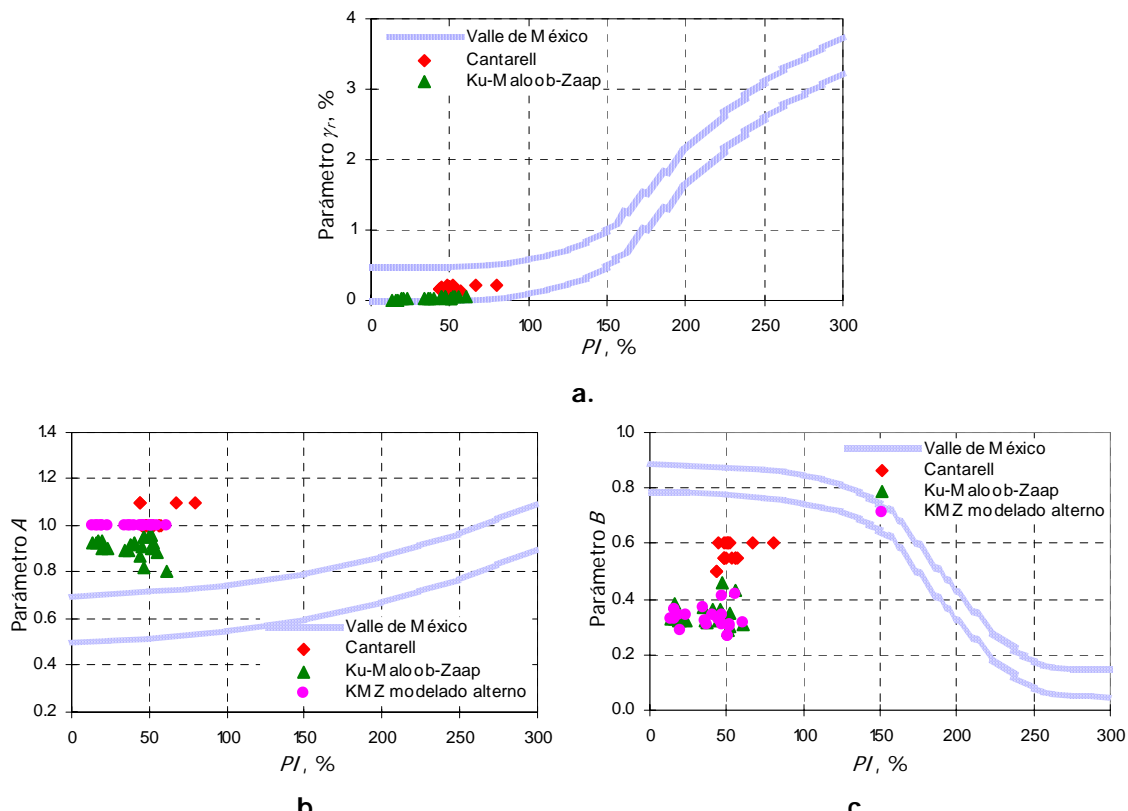 4
3
2
1
0
Parámetro γr, %
Valle de México
Cantarell
Ku-Maloob-Zaap
0 50 100 150 200 250 300
PI, %
a.
1.4
1.2
1.0
0.8
0.6
0.4
0.2
Parámetro A
Valle de México
Cantarell
Ku-Maloob-Zaap
KMZ modelado alterno
0 50 100 150 200 250 300
PI, %
b
1.0
0.8
0.6
0.4
0.2
0.0
Parámetro B
Valle de México
Cantarell
Ku-Maloob-Zaap
KMZ modelado alterno
0 50 100 150 200 250 300
PI, %
c